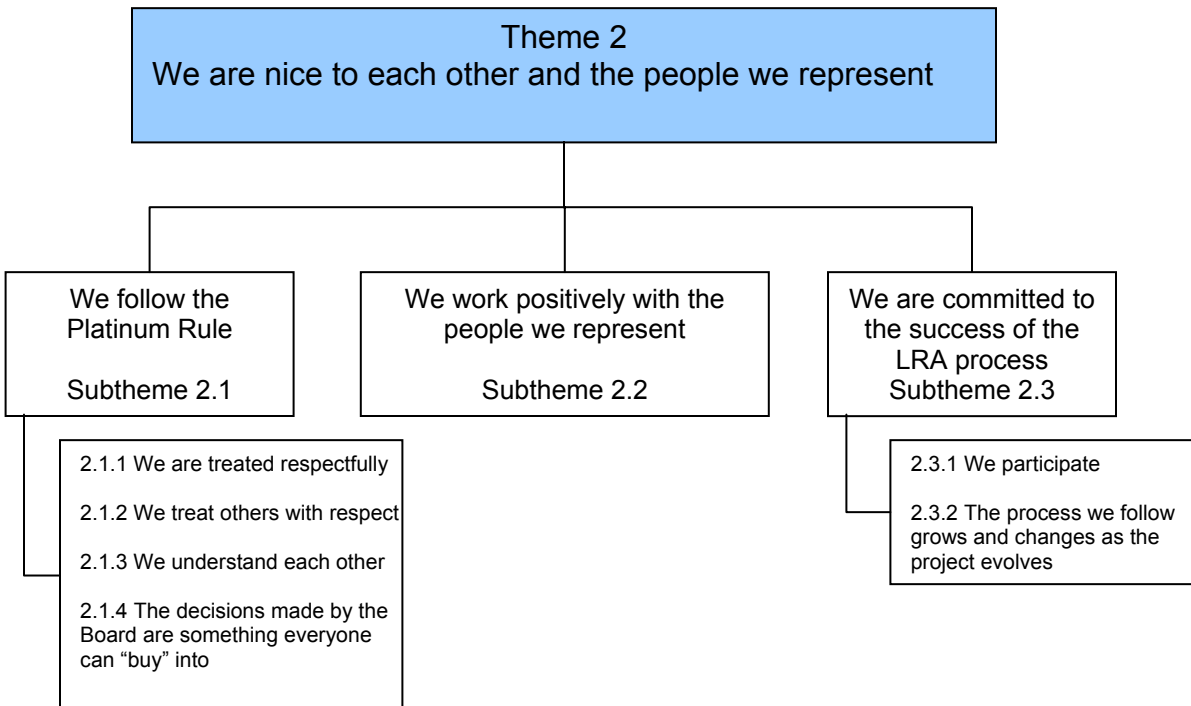 Theme 2
We are nice to each other and the people we represent
We follow the
Platinum Rule
Subtheme 2.1
We work positively with the
people we represent
Subtheme 2.2
We are committed to
the success of the
LRA process
Subtheme 2.3
2.1.1 We are treated respectfully
2.1.2 We treat others with respect
2.1.3 We understand each other
2.1.4 The decisions made by the
Board are something everyone
can “buy” into
2.3.1 We participate
2.3.2 The process we follow
grows and changes as the
project evolves